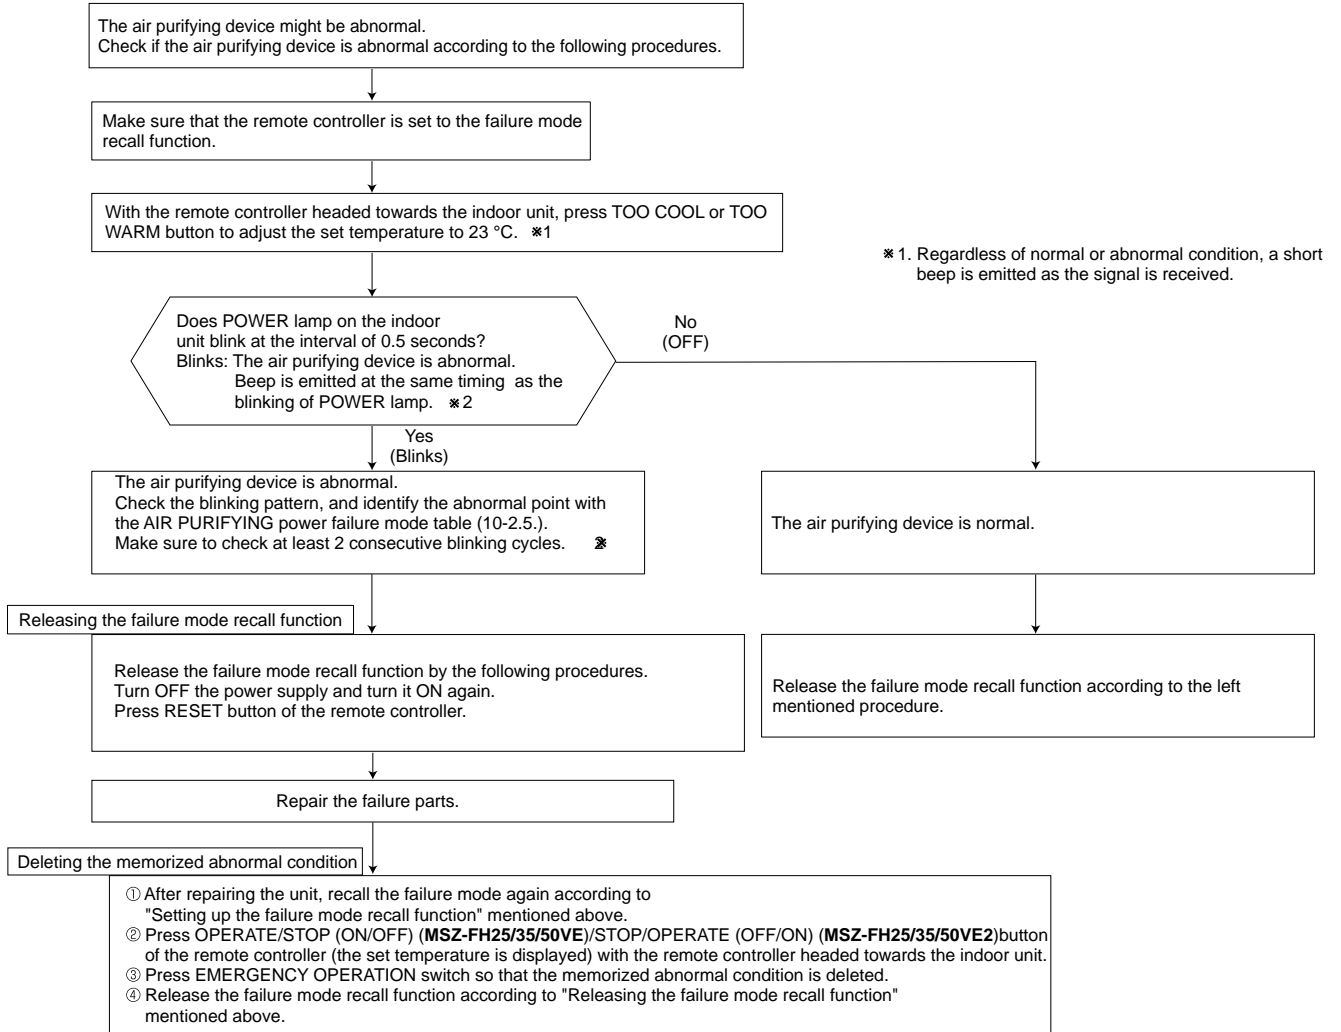 The air purifying device might be abnormal.
Check if the air purifying device is abnormal according to the following procedures.
Make sure that the remote controller is set to the failure mode
recall function.
With the remote controller headed towards the indoor unit, press TOO COOL or TOO
WARM button to adjust the set temperature to 23 °C. ※1
※ 1. Regardless of normal or abnormal condition, a short
beep is emitted as the signal is received.
Does POWER lamp on the indoor
unit blink at the interval of 0.5 seconds?
Blinks: The air purifying device is abnormal.
Beep is emitted at the same timing as the
blinking of POWER lamp. ※2
No
(OFF)
Yes
(Blinks)
The air purifying device is abnormal.
Check the blinking pattern, and identify the abnormal point with
the AIR PURIFYING power failure mode table (10-2.5.).
Make sure to check at least 2 consecutive blinking cycles. ※2
The air purifying device is normal.
Releasing the failure mode recall function
Release the failure mode recall function by the following procedures.
Turn OFF the power supply and turn it ON again.
Press RESET button of the remote controller.
Release the failure mode recall function according to the left
mentioned procedure.
Repair the failure parts.
Deleting the memorized abnormal condition
① After repairing the unit, recall the failure mode again according to
"Setting up the failure mode recall function" mentioned above.
② Press OPERATE/STOP (ON/OFF) (MSZ-FH25/35/50VE)/STOP/OPERATE (OFF/ON) (MSZ-FH25/35/50VE2)button
of the remote controller (the set temperature is displayed) with the remote controller headed towards the indoor unit.
③ Press EMERGENCY OPERATION switch so that the memorized abnormal condition is deleted.
④ Release the failure mode recall function according to "Releasing the failure mode recall function"
mentioned above.